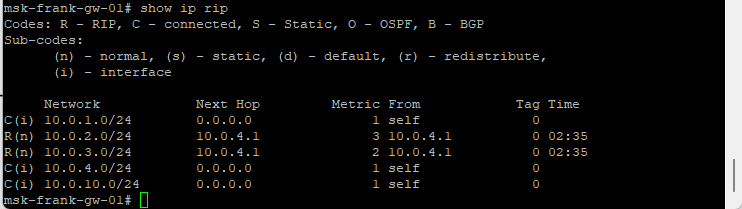 msk-frank-gw-01# show ip rip
Codes: R - RIP, C - connected, S - Static, O - OSPF, B - BGP
Sub-codes:
      (n) - normal, (s) - static, (d) - default, (r) - redistribute,
      (i) - interface

     Network            Next Hop         Metric From            Tag Time
C(i) 10.0.1.0/24        0.0.0.0               1 self              0
R(n) 10.0.2.0/24        10.0.4.1              3 10.0.4.1          0 02:35
R(n) 10.0.3.0/24        10.0.4.1              2 10.0.4.1          0 02:35
C(i) 10.0.4.0/24        0.0.0.0               1 self              0
C(i) 10.0.10.0/24       0.0.0.0               1 self              0
msk-frank-gw-01#